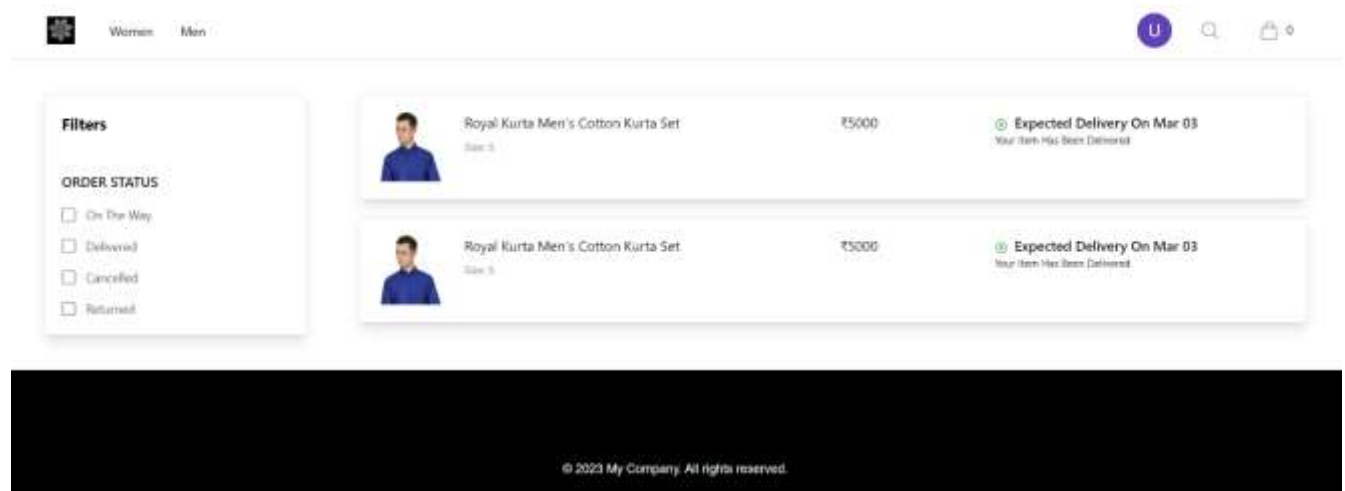 Women Men
U
0
Filters
ORDER STATUS
On The Way
Delivered
Cancelled
Returned
Royal Kurta Men's Cotton Kurta Set
Size: S
₹5000
Expected Delivery On Mar 03
Your Item Has Been Delivered
Royal Kurta Men's Cotton Kurta Set
Size: S
₹5000
Expected Delivery On Mar 03
Your Item Has Been Delivered
© 2023 My Company. All rights reserved.